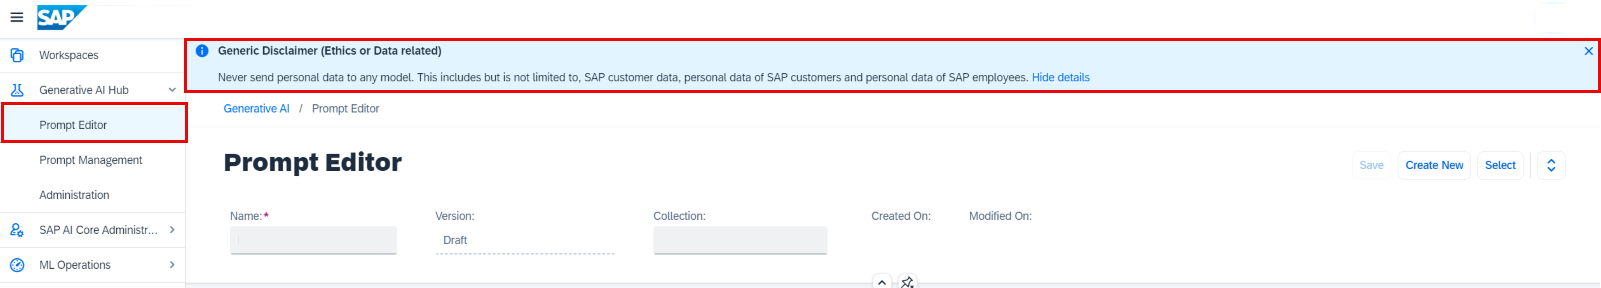 SAP
Workspaces
Generative AI Hub
Prompt Editor
Prompt Management
Administration
SAP AI Core Administr...
ML Operations
Generic Disclaimer (Ethics or Data related)
Never send personal data to any model. This includes but is not limited to, SAP customer data, personal data of SAP customers and personal data of SAP employees. Hide details
Generative AI / Prompt Editor
Prompt Editor
Save Create New Select
Name:* Version: Collection: Created On: Modified On:
Draft